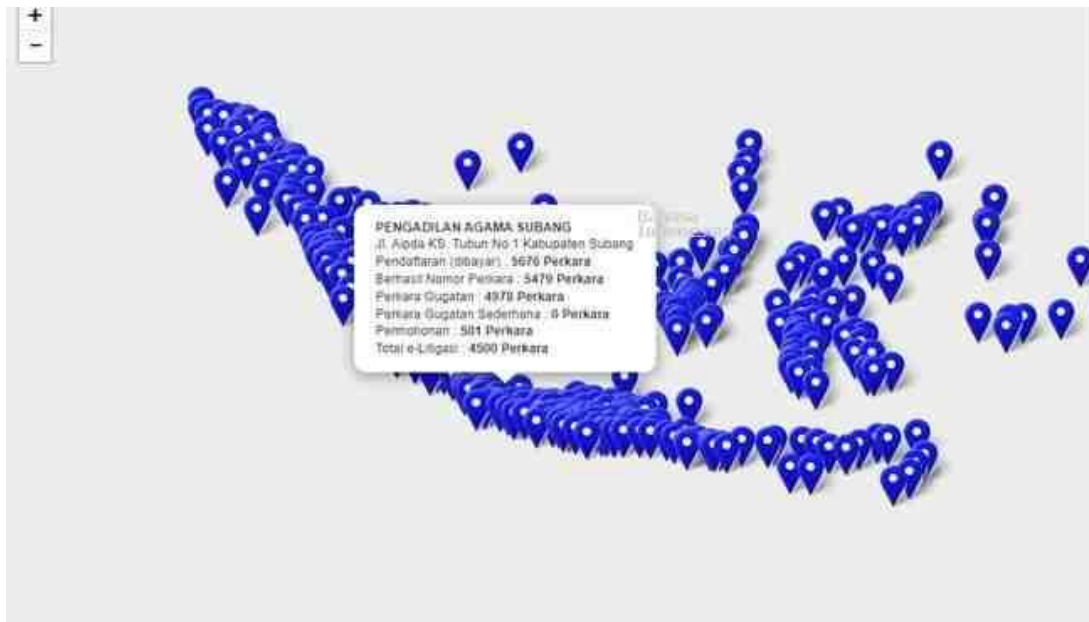 +
−
PENGADILAN AGAMA SUBANG
Jl. Aipda KS. Tubun No 1 Kabupaten Subang
Pendaftaran (dibayar) : 5676 Perkara
Berhasil Nomor Perkara : 5479 Perkara
Perkara Gugatan : 4978 Perkara
Perkara Gugatan Sederhana : 0 Perkara
Permohonan : 501 Perkara
Total e-Litigasi : 4500 Perkara